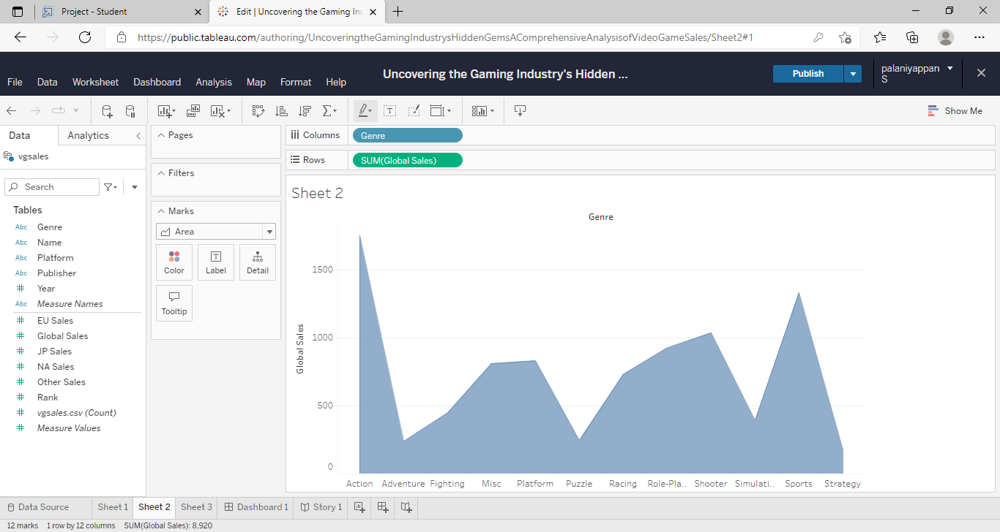 Project - Student
Edit | Uncovering the Gaming In
https://public.tableau.com/authoring/UncoveringtheGamingIndustrysHiddenGemsAComprehensiveAnalysisofVideoGameSales/Sheet2#1
File Data Worksheet Dashboard Analysis Map Format Help
Uncovering the Gaming Industry's Hidden ...
Publish
palaniyappan
S
Show Me
Data Analytics
vgsales
Search
Tables
Abc Genre
Abc Name
Abc Platform
Abc Publisher
# Year
Abc Measure Names
# EU Sales
# Global Sales
# JP Sales
# NA Sales
# Other Sales
# Rank
# vgsales.csv (Count)
# Measure Values
Pages
Filters
Marks
Area
Color Label Detail
Tooltip
Columns Genre
Rows SUM(Global Sales)
Sheet 2
Genre
Global Sales
1500
1000
500
0
Action Adventure Fighting Misc Platform Puzzle Racing Role-Pla.. Shooter Simulati.. Sports Strategy
Data Source Sheet 1 Sheet 2 Sheet 3 Dashboard 1 Story 1
12 marks 1 row by 12 columns SUM(Global Sales): 8,920